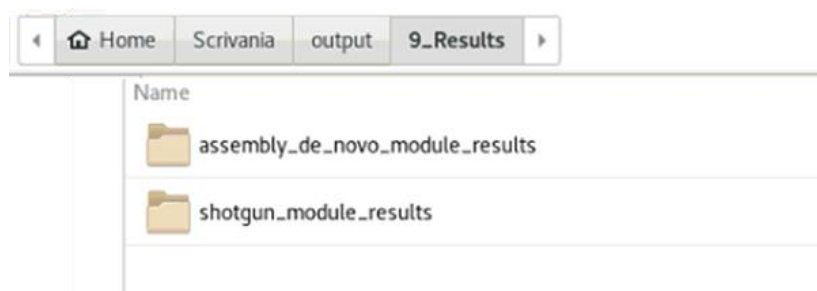 Home Scrivania output 9_Results
Name
assembly_de_novo_module_results
shotgun_module_results